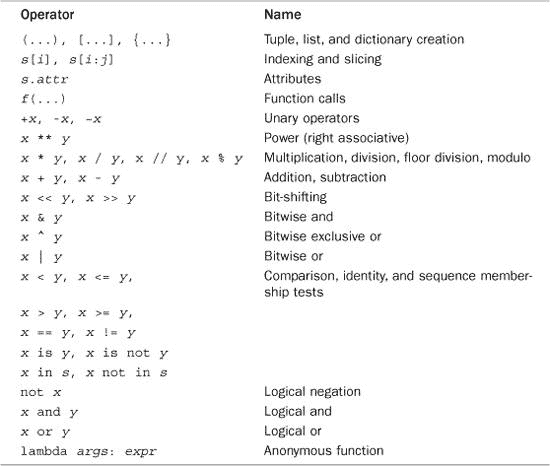 Operator Name
(...), [...], {...} Tuple, list, and dictionary creation
s[i], s[i:j] Indexing and slicing
s.attr Attributes
f(...) Function calls
+x, -x, ~x Unary operators
x ** y Power (right associative)
x * y, x / y, x // y, x % y Multiplication, division, floor division, modulo
x + y, x - y Addition, subtraction
x << y, x >> y Bit-shifting
x & y Bitwise and
x ^ y Bitwise exclusive or
x | y Bitwise or
x < y, x <= y, Comparison, identity, and sequence member-
ship tests
x > y, x >= y,
x == y, x != y
x is y, x is not y
x in s, x not in s
not x Logical negation
x and y Logical and
x or y Logical or
lambda args: expr Anonymous function